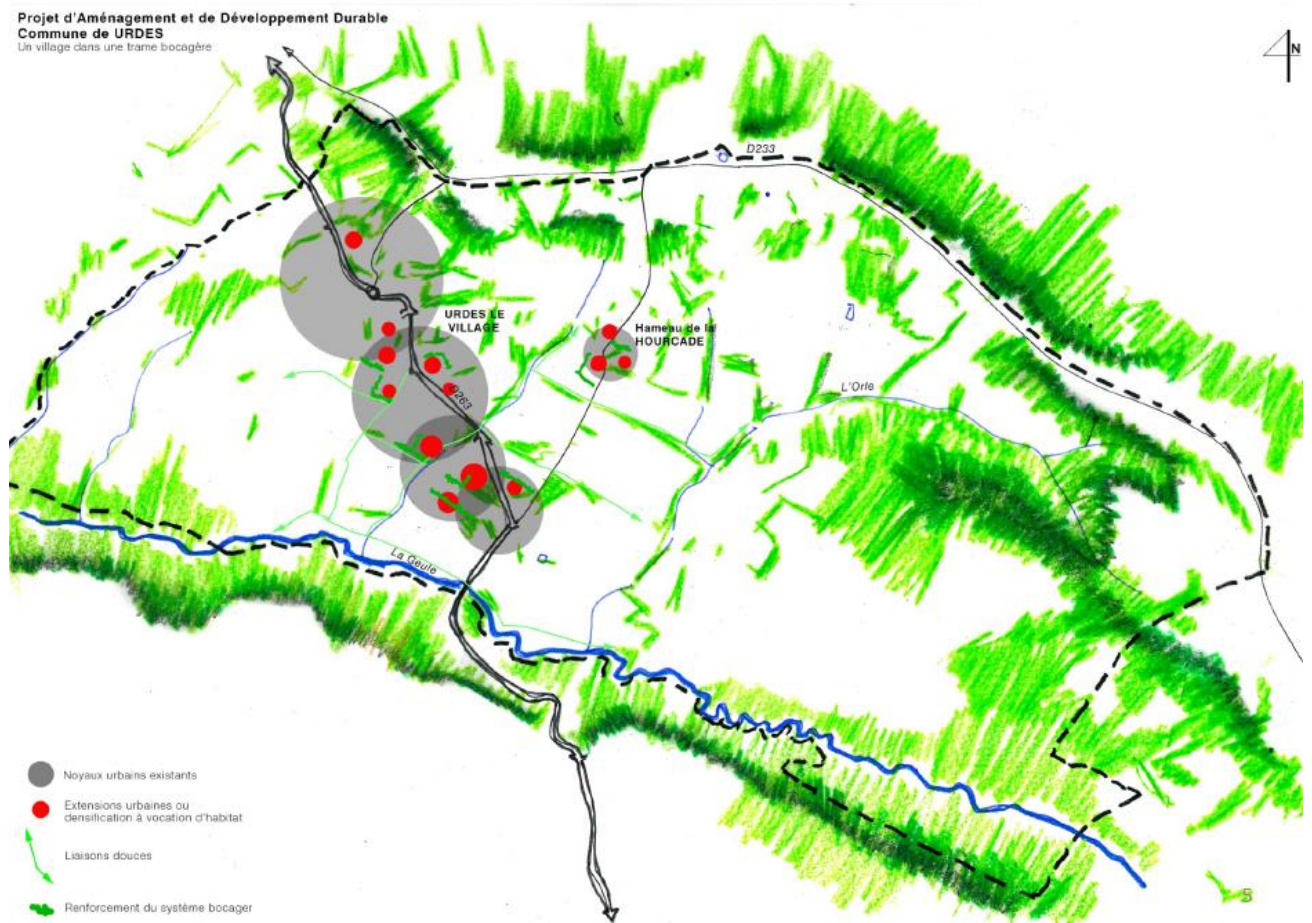 Projet d'Aménagement et de Développement Durable
Commune de URDES
Un village dans une trame bocagère
N
D233
URDES LE
VILLAGE
Hameau de la
HOURCADE
D263
L'Orle
La Geule
Noyaux urbains existants
Extensions urbaines ou
densification à vocation d'habitat
Liaisons douces
Renforcement du système bocager
5